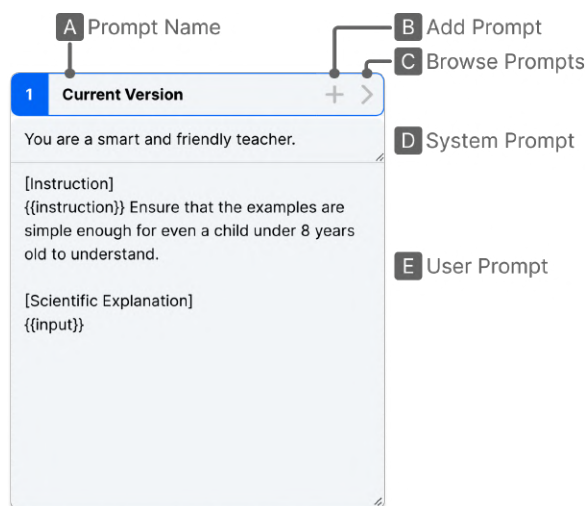 A Prompt Name
B Add Prompt
C Browse Prompts
1 Current Version
You are a smart and friendly teacher.
D System Prompt
[Instruction]
{{instruction}} Ensure that the examples are
simple enough for even a child under 8 years
old to understand.
E User Prompt
[Scientific Explanation]
{{input}}